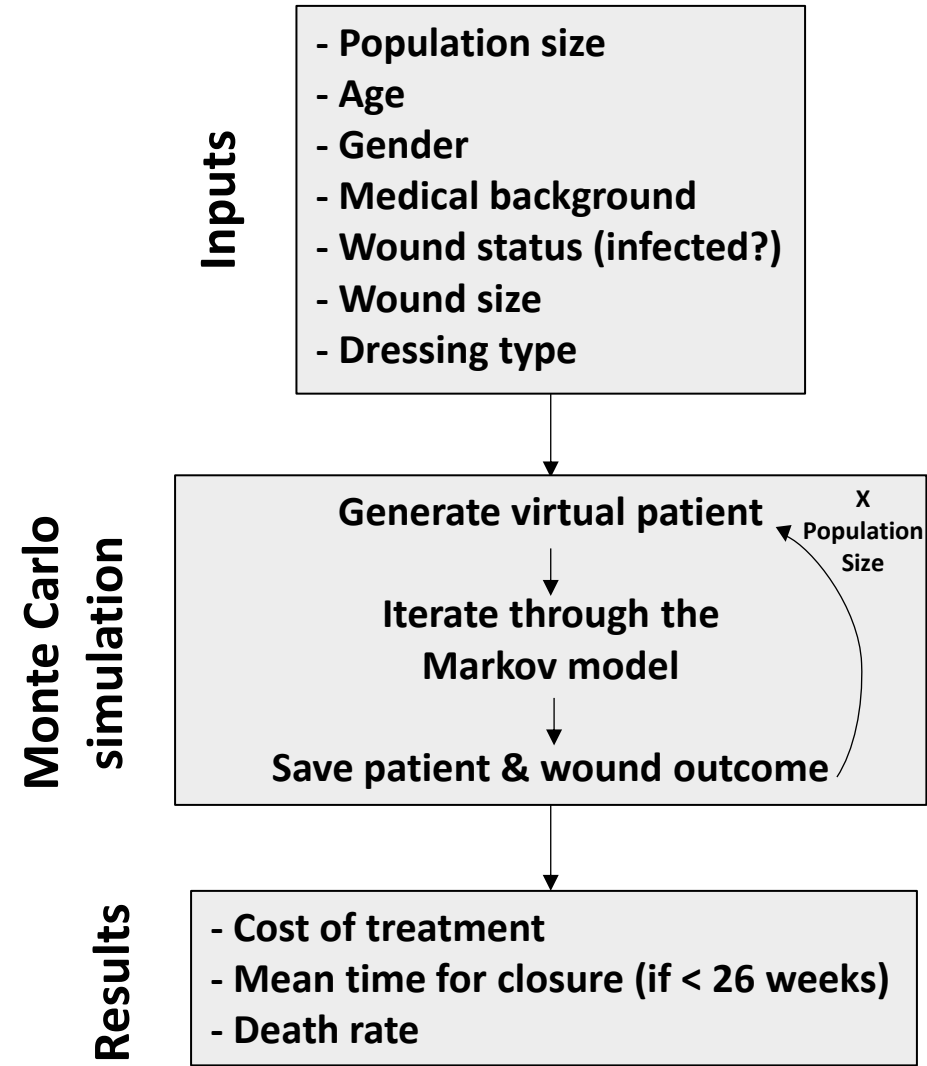 Inputs
- Population size
- Age
- Gender
- Medical background
- Wound status (infected?)
- Wound size
- Dressing type
Monte Carlo
simulation
Generate virtual patient
X
Population
Size
Iterate through the
Markov model
Save patient & wound outcome
Results
- Cost of treatment
- Mean time for closure (if < 26 weeks)
- Death rate